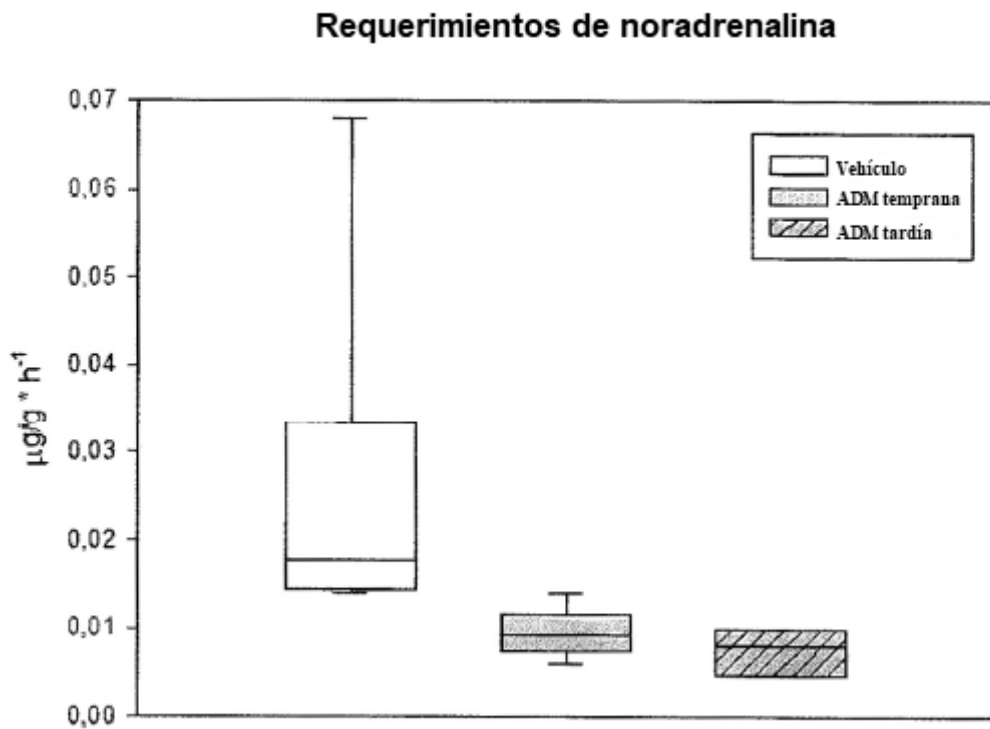 Requerimientos de noradrenalina
0,07
0,06
0,05
0,04
0,03
0,02
0,01
0,00
µg/g * h⁻¹
Vehículo
ADM temprana
ADM tardía